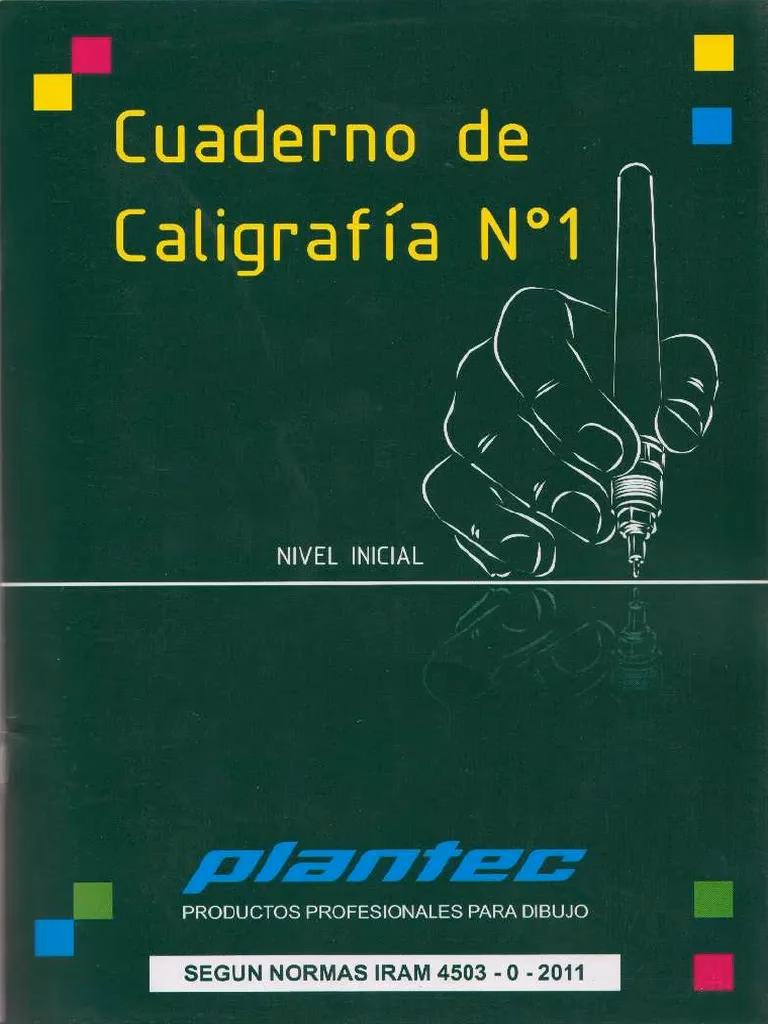 Cuaderno de
Caligrafía N°1
NIVEL INICIAL
plantec
PRODUCTOS PROFESIONALES PARA DIBUJO
SEGUN NORMAS IRAM 4503 - 0 - 2011